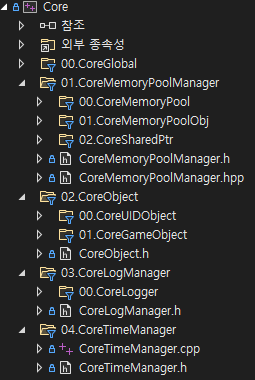 Core
참조
외부 종속성
00.CoreGlobal
01.CoreMemoryPoolManager
00.CoreMemoryPool
01.CoreMemoryPoolObj
02.CoreSharedPtr
CoreMemoryPoolManager.h
CoreMemoryPoolManager.hpp
02.CoreObject
00.CoreUIDObject
01.CoreGameObject
CoreObject.h
03.CoreLogManager
00.CoreLogger
CoreLogManager.h
04.CoreTimeManager
CoreTimeManager.cpp
CoreTimeManager.h